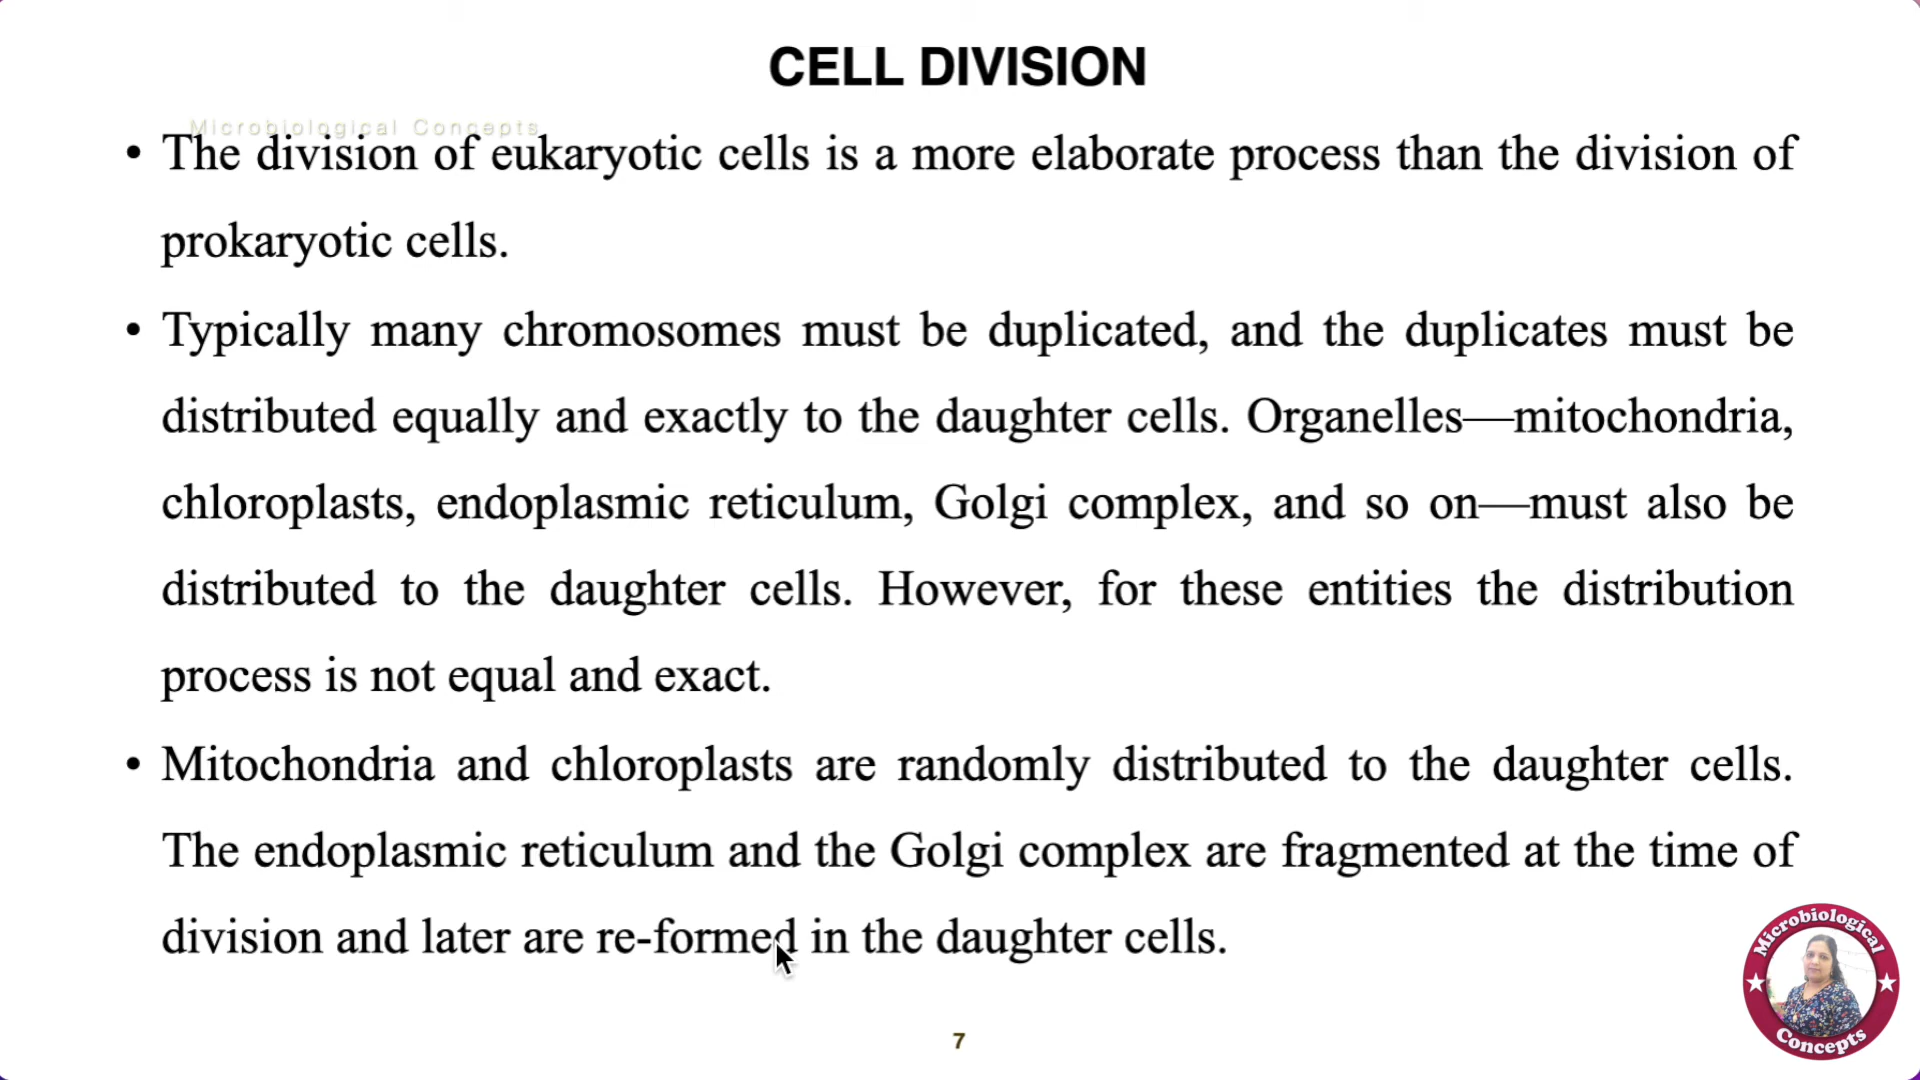 CELL DIVISION
Microbiological Concepts
• The division of eukaryotic cells is a more elaborate process than the division of
prokaryotic cells.
• Typically many chromosomes must be duplicated, and the duplicates must be
distributed equally and exactly to the daughter cells. Organelles—mitochondria,
chloroplasts, endoplasmic reticulum, Golgi complex, and so on—must also be
distributed to the daughter cells. However, for these entities the distribution
process is not equal and exact.
• Mitochondria and chloroplasts are randomly distributed to the daughter cells.
The endoplasmic reticulum and the Golgi complex are fragmented at the time of
division and later are re-formed in the daughter cells.
Microbiological
Concepts
7